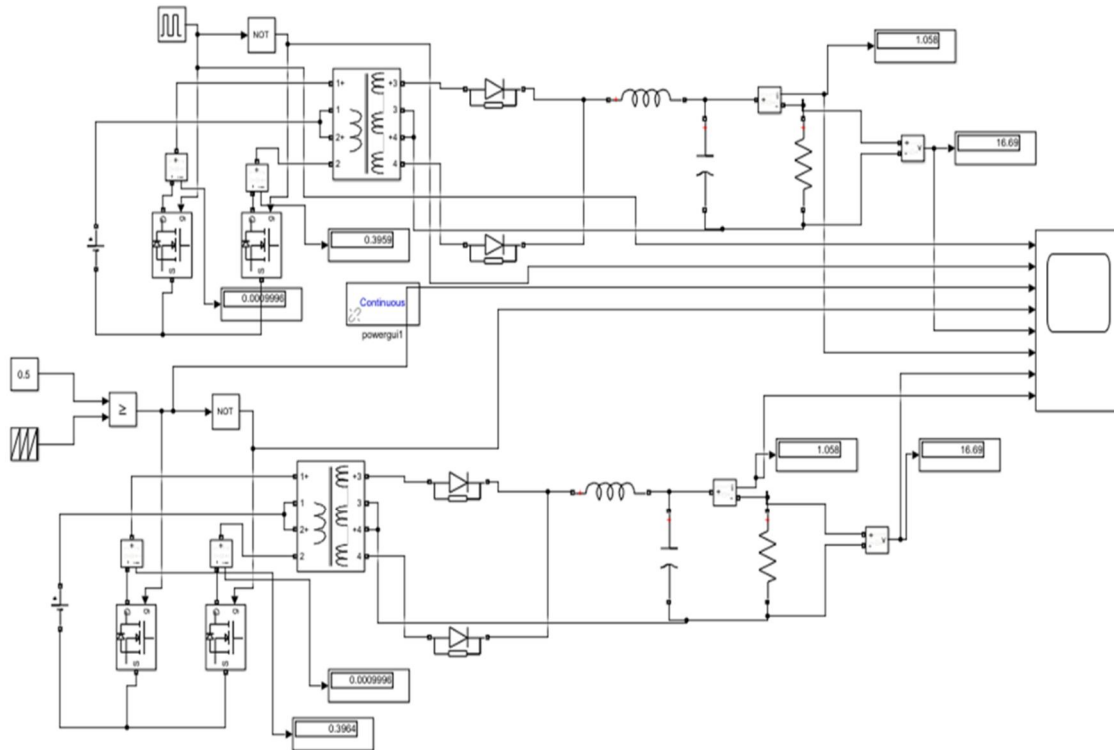 NOT
1.058
1+
+3
1
3
2+
+4
2
4
+
-
i
+
-
v
16.69
g
D
S
g
D
S
0.3959
0.0009996
Continuous
powergui1
0.5
NOT
1.058
16.69
1+
+3
1
3
2+
+4
2
4
+
-
i
+
-
v
g
D
S
g
D
S
0.0009996
0.3964